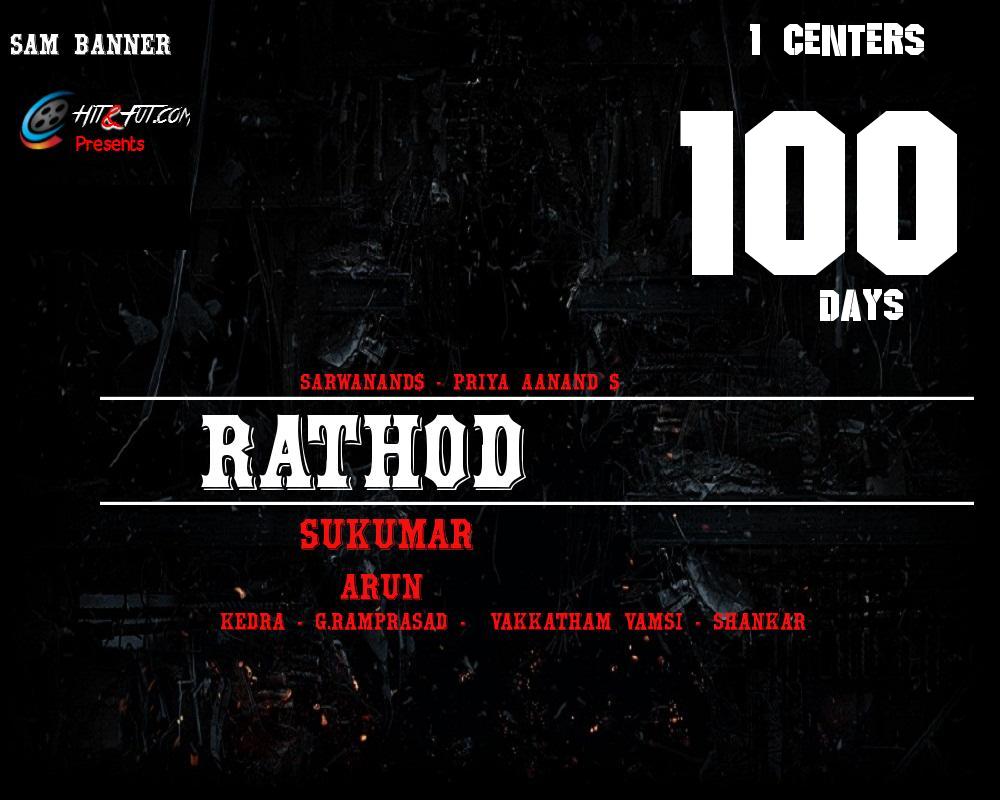 SAM BANNER
1 CENTERS
HIT&FUT.COM
Presents
100
DAYS
SARWANAND$ - PRIYA AANAND $
RATHOD
SUKUMAR
ARUN
KEDRA - G.RAMPRASAD - VAKKATHAM VAMSI - SHANKAR